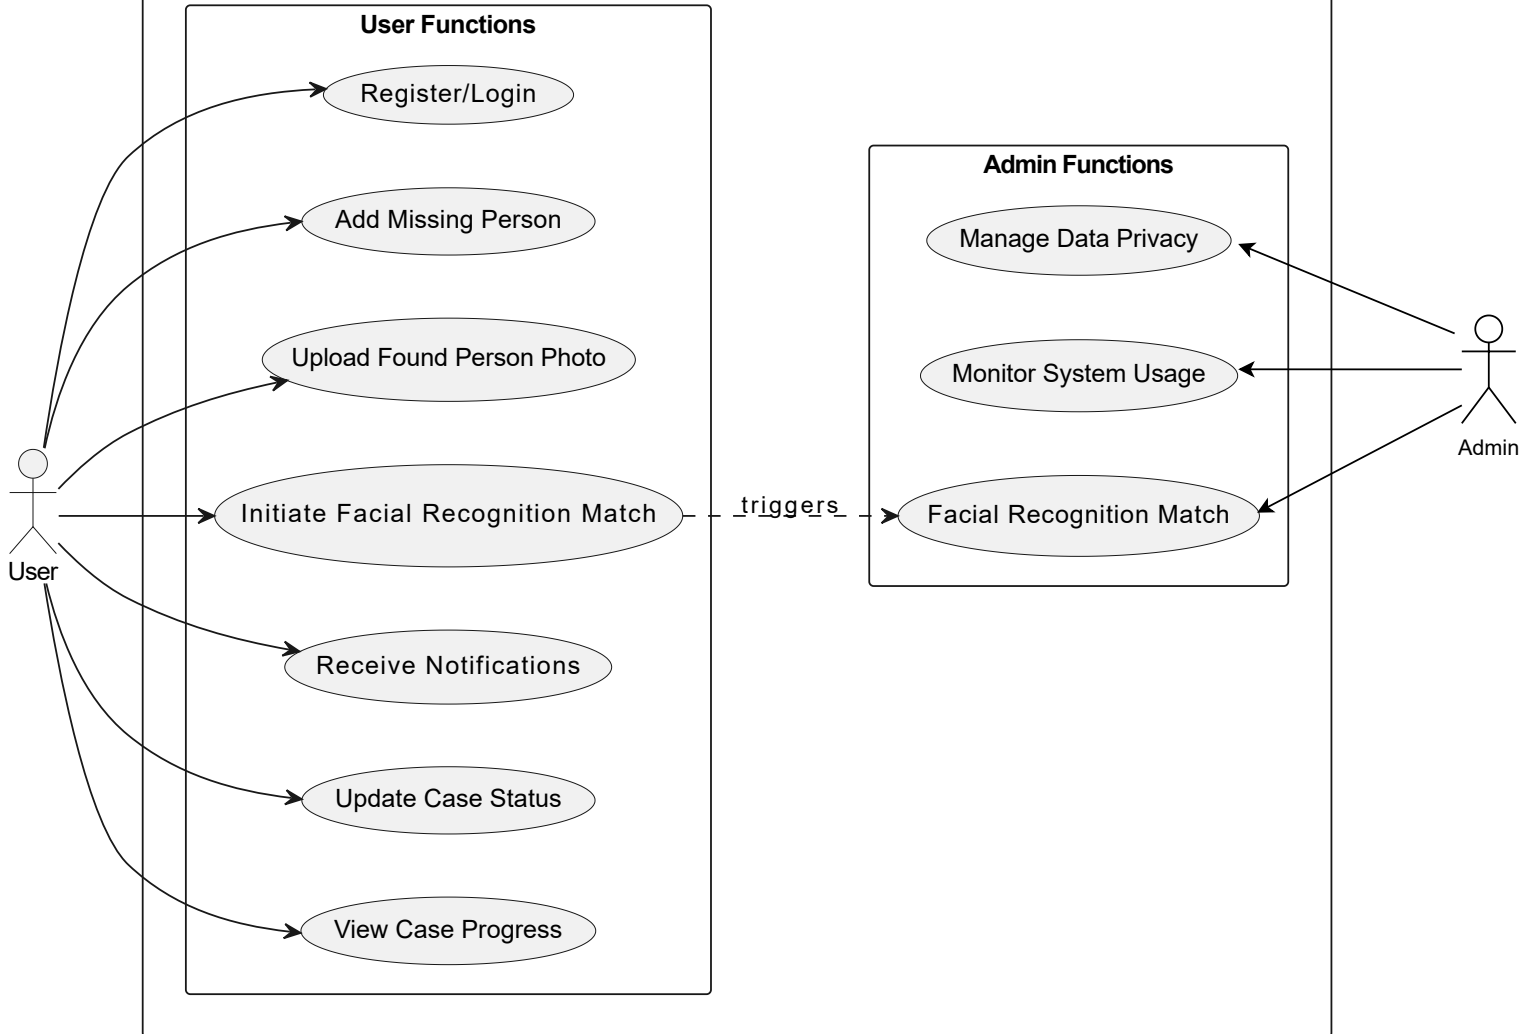 User Functions
Register/Login
Add Missing Person
Upload Found Person Photo
Initiate Facial Recognition Match
Receive Notifications
Update Case Status
View Case Progress
User
triggers
Admin Functions
Manage Data Privacy
Monitor System Usage
Facial Recognition Match
Admin